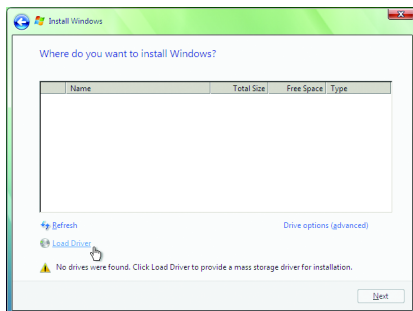 Install Windows
Where do you want to install Windows?
Name Total Size Free Space Type
Refresh Drive options (advanced)
Load Driver
No drives were found. Click Load Driver to provide a mass storage driver for installation.
Next